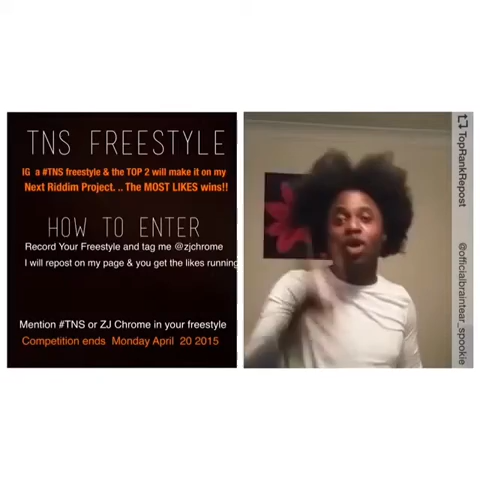 TNS FREESTYLE
IG a #TNS freestyle & the TOP 2 will make it on my
Next Riddim Project. .. The MOST LIKES wins!!
HOW TO ENTER
Record Your Freestyle and tag me @zjchrome
I will repost on my page & you get the likes running
Mention #TNS or ZJ Chrome in your freestyle
Competition ends Monday April 20 2015
TopRankRepost
@officialbraintear_spookie